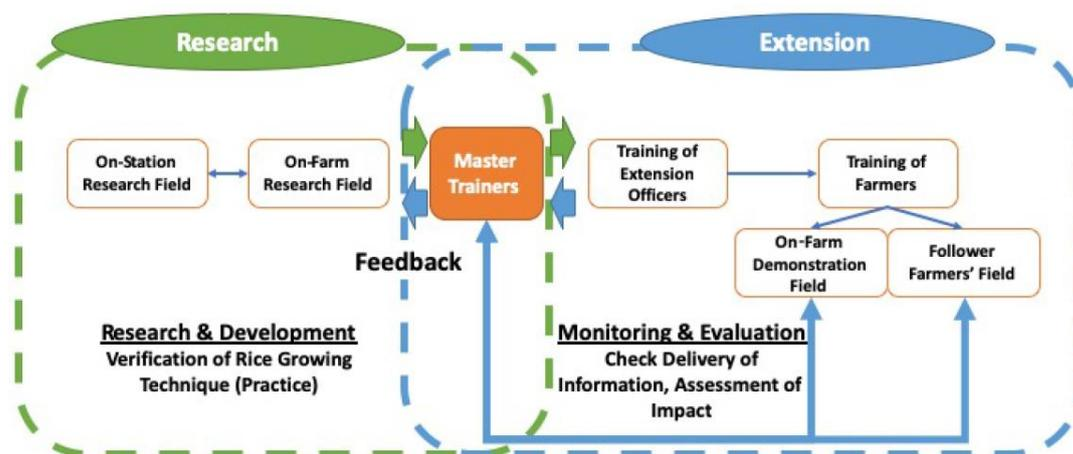 Research
Extension
On-Station
Research Field
On-Farm
Research Field
Master
Trainers
Training of
Extension
Officers
Training of
Farmers
On-Farm
Demonstration
Field
Follower
Farmers' Field
Feedback
Research & Development
Verification of Rice Growing
Technique (Practice)
Monitoring & Evaluation
Check Delivery of
Information, Assessment of
Impact